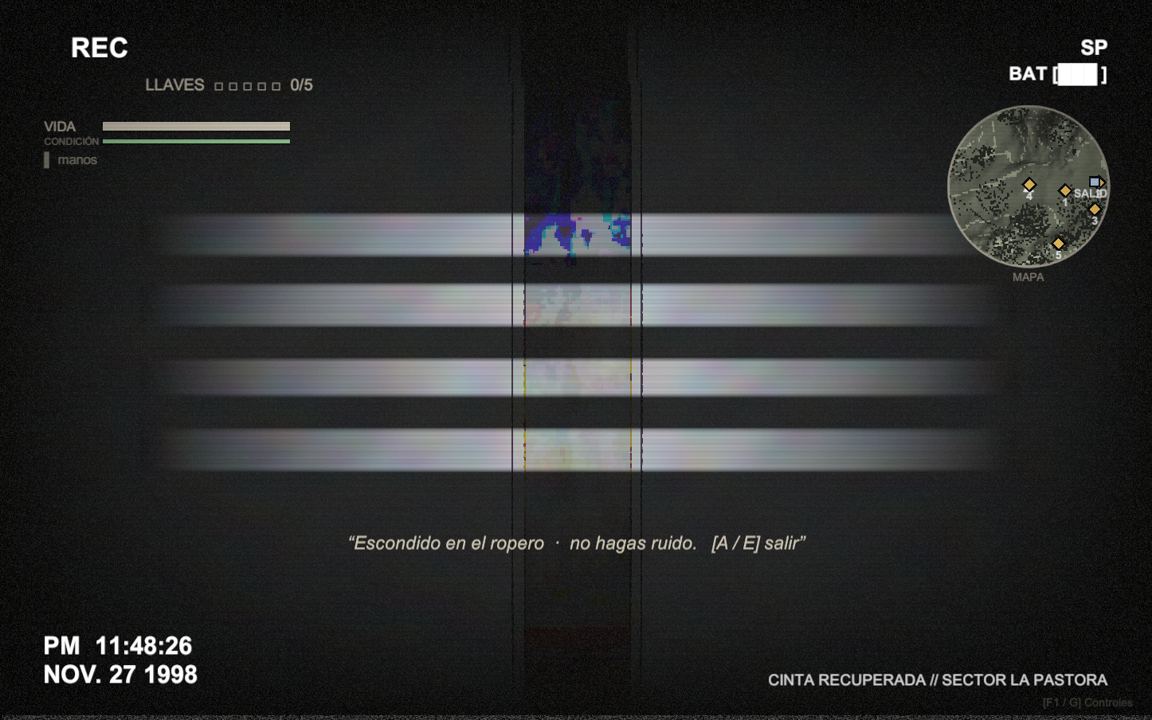 REC
SP
BAT [███ ]
LLAVES □ □ □ □ □ 0/5
VIDA
CONDICIÓN
manos
4
1
SALID
3
5
MAPA
“Escondido en el ropero · no hagas ruido. [A / E] salir”
PM 11:48:26
NOV. 27 1998
CINTA RECUPERADA // SECTOR LA PASTORA
[F1 / G] Controles